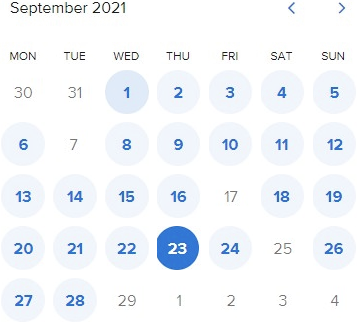 September 2021
MON TUE WED THU FRI SAT SUN
30 31 1 2 3 4 5
6 7 8 9 10 11 12
13 14 15 16 17 18 19
20 21 22 23 24 25 26
27 28 29 1 2 3 4